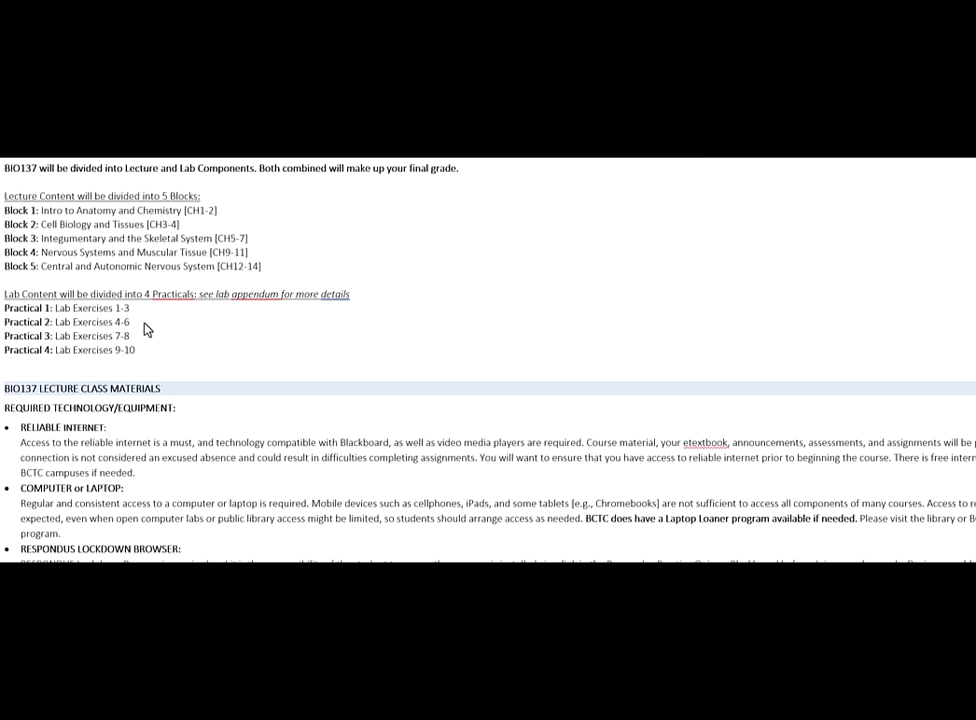 BIO137 will be divided into Lecture and Lab Components. Both combined will make up your final grade.
Lecture Content will be divided into 5 Blocks:
Block 1: Intro to Anatomy and Chemistry [CH1-2]
Block 2: Cell Biology and Tissues [CH3-4]
Block 3: Integumentary and the Skeletal System [CH5-7]
Block 4: Nervous Systems and Muscular Tissue [CH9-11]
Block 5: Central and Autonomic Nervous System [CH12-14]
Lab Content will be divided into 4 Practicals: see lab appendum for more details
Practical 1: Lab Exercises 1-3
Practical 2: Lab Exercises 4-6
Practical 3: Lab Exercises 7-8
Practical 4: Lab Exercises 9-10
BIO137 LECTURE CLASS MATERIALS
REQUIRED TECHNOLOGY/EQUIPMENT:
• RELIABLE INTERNET:
Access to the reliable internet is a must, and technology compatible with Blackboard, as well as video media players are required. Course material, your etextbook, announcements, assessments, and assignments will be
connection is not considered an excused absence and could result in difficulties completing assignments. You will want to ensure that you have access to reliable internet prior to beginning the course. There is free
BCTC campuses if needed.
• COMPUTER or LAPTOP:
Regular and consistent access to a computer or laptop is required. Mobile devices such as cellphones, iPads, and some tablets [e.g., Chromebooks] are not sufficient to access all components of many courses. Access to
expected, even when open computer labs or public library access might be limited, so students should arrange access as needed. BCTC does have a Laptop Loaner program available if needed. Please visit the library or
program.
• RESPONDUS LOCKDOWN BROWSER: